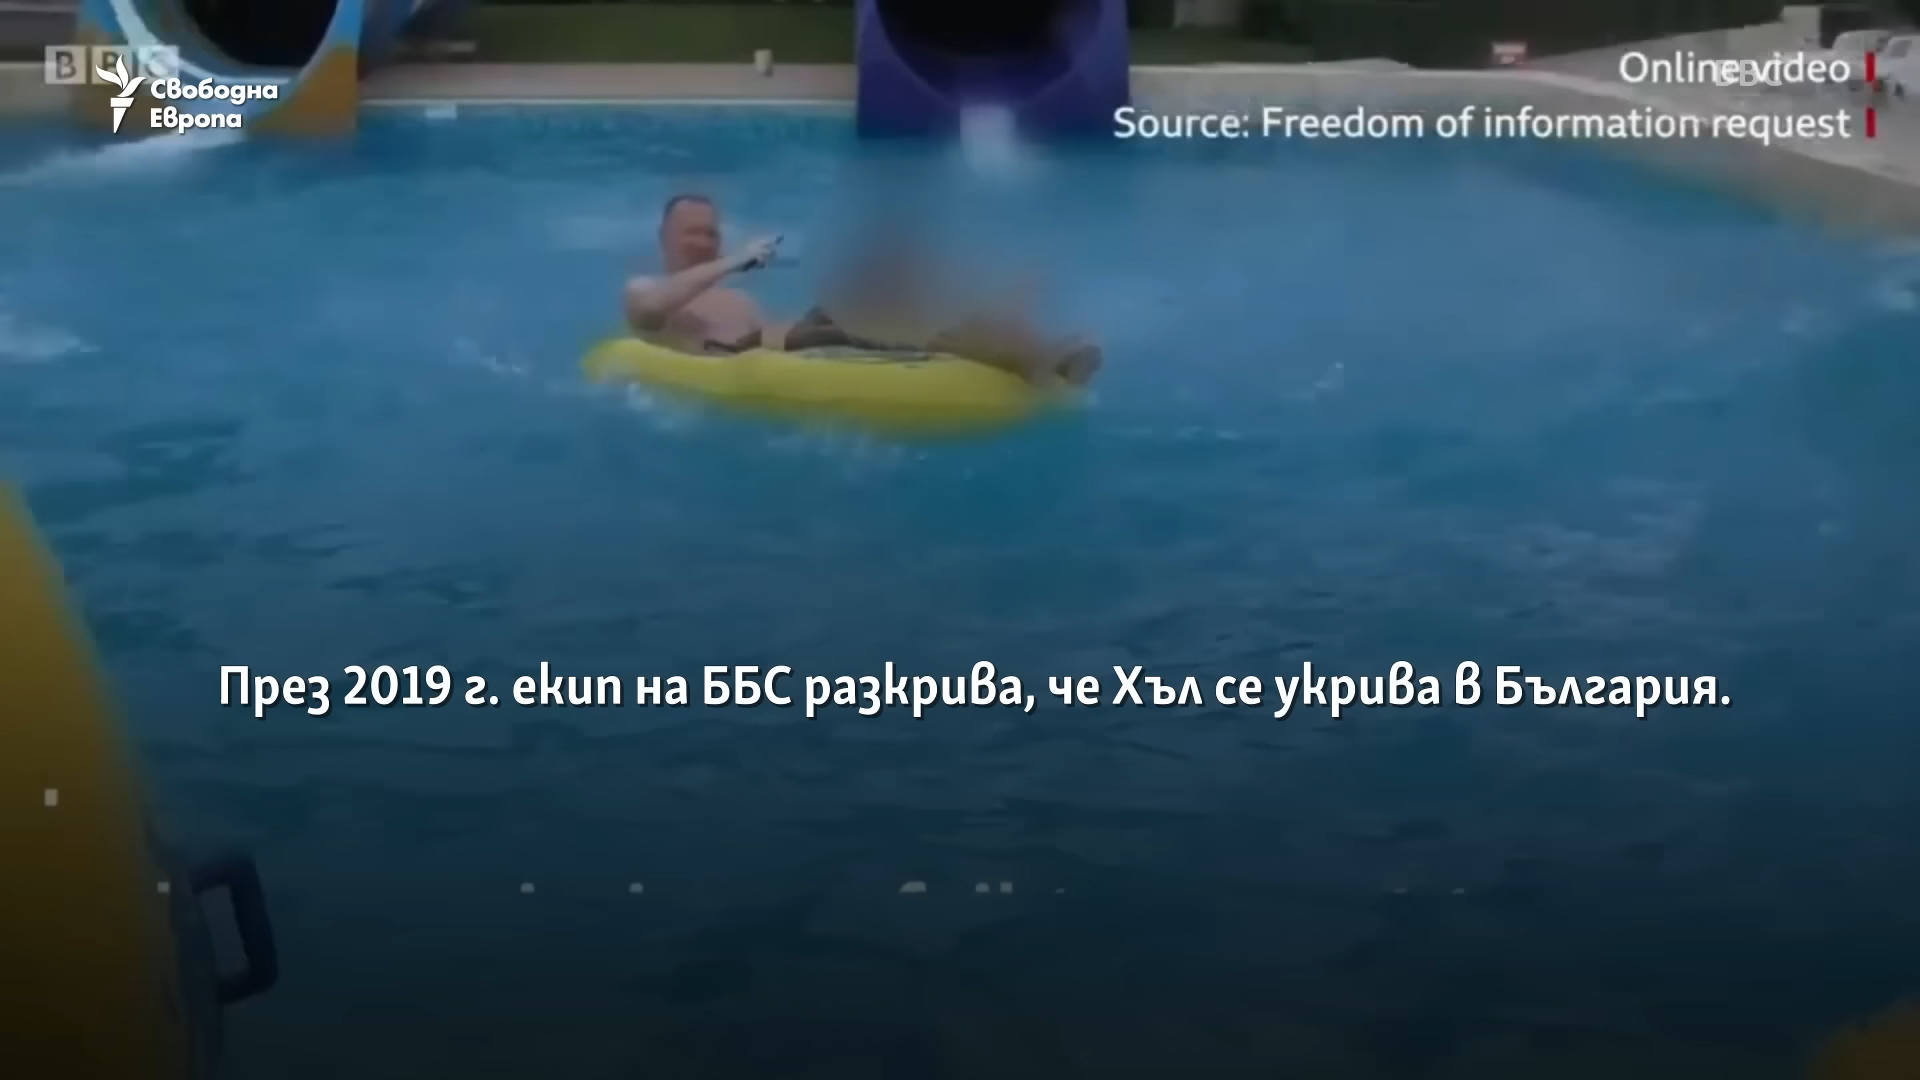 BBC
Свободна
Европа
Online video
BBC
Source: Freedom of information request
През 2019 г. екип на ББС разкрива, че Хъл се укрива в България.